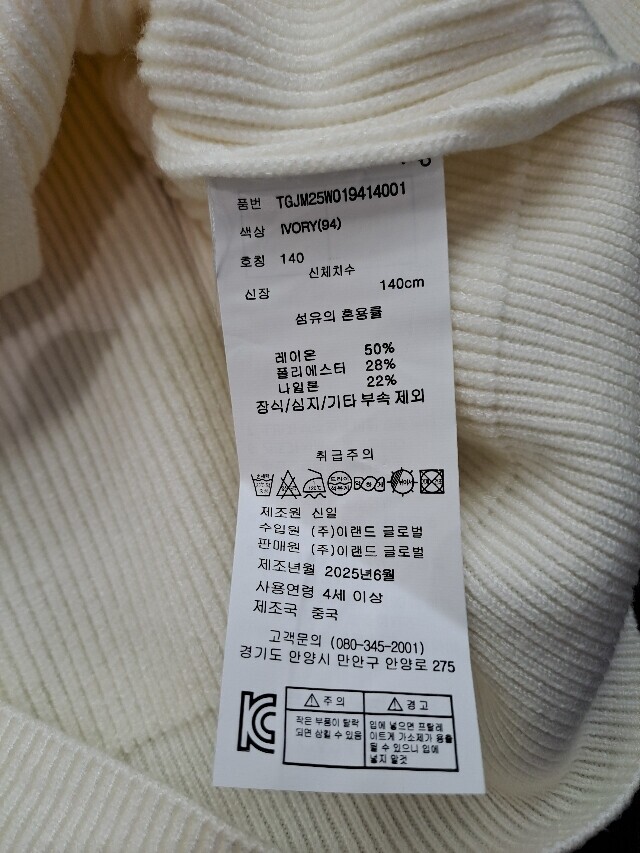 품번 TGJM25W019414001
색상 IVORY(94)
호칭 140
신체치수
신장 140cm
섬유의 혼용률
레이온 50%
폴리에스터 28%
나일론 22%
장식/심지/기타 부속 제외
취급주의
제조원 신일
수입원 (주)이랜드 글로벌
판매원 (주)이랜드 글로벌
제조년월 2025년6월
사용연령 4세 이상
제조국 중국
고객문의 (080-345-2001)
경기도 안양시 만안구 안양로 275
주의
작은 부품이 탈락
되면 삼킬 수 있음
경고
입에 넣으면 프탈레
이트계 가소제가 용출
될 수 있으니 입에
넣지 말것